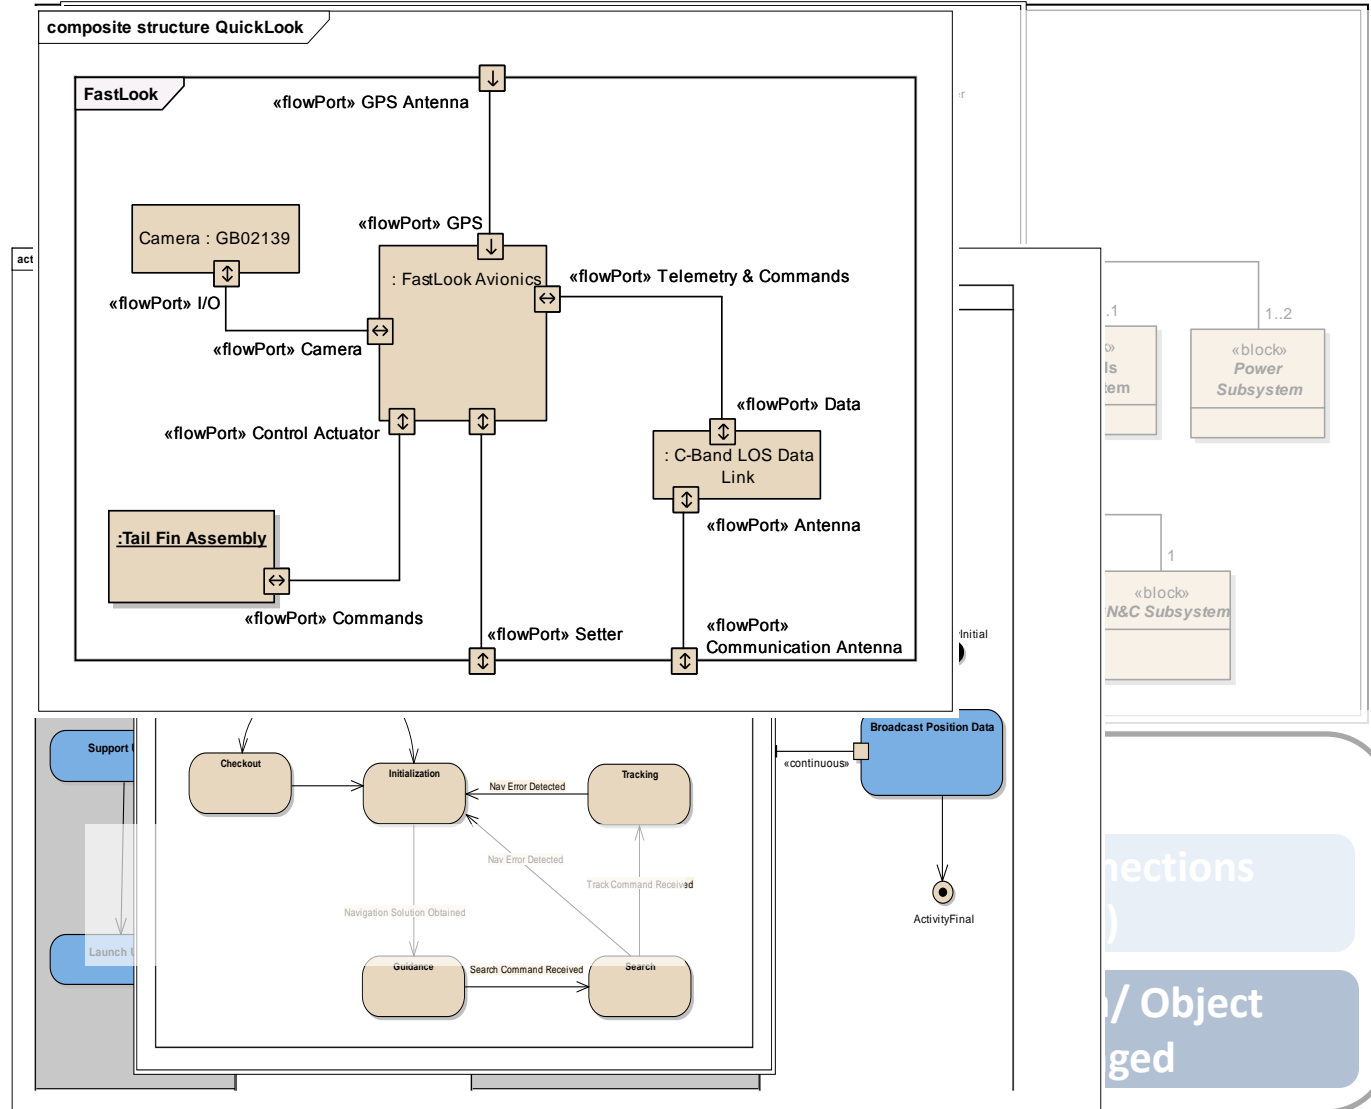 composite structure QuickLook
FastLook
«flowPort» GPS Antenna
«flowPort» GPS
Camera : GB02139
: FastLook Avionics
«flowPort» Telemetry & Commands
«flowPort» I/O
«flowPort» Camera
«flowPort» Data
«flowPort» Control Actuator
: C-Band LOS Data
Link
«flowPort» Antenna
:Tail Fin Assembly
«flowPort» Commands
«flowPort» Setter
«flowPort»
Communication Antenna
act
1..2
«block»
Power
Subsystem
1
«block»
N&C Subsystem
Initial
Broadcast Position Data
«continuous»
ActivityFinal
Support
Launch
Checkout
Initialization
Tracking
Nav Error Detected
Nav Error Detected
Track Command Received
Navigation Solution Obtained
Guidance
Search Command Received
Search
nections
)
/ Object
ged